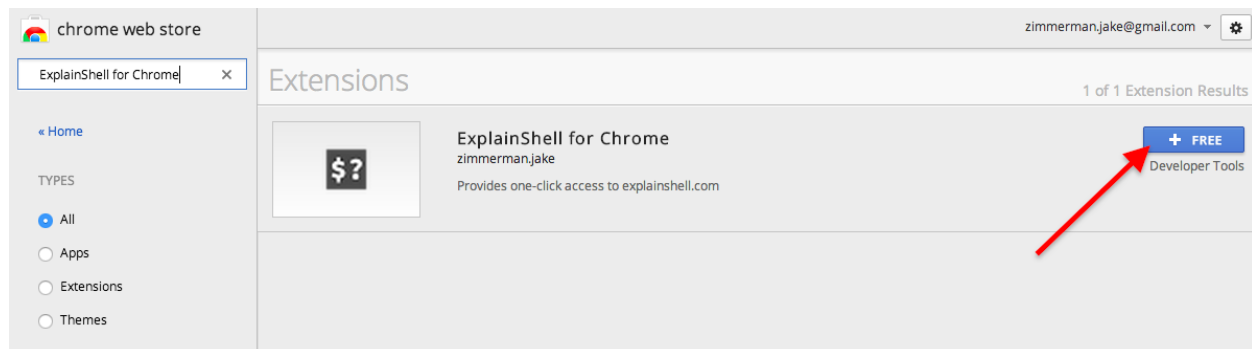 chrome web store
zimmerman.jake@gmail.com
ExplainShell for Chrome
Extensions
1 of 1 Extension Results
« Home
TYPES
All
Apps
Extensions
Themes
$?
ExplainShell for Chrome
zimmerman.jake
Provides one-click access to explainshell.com
+ FREE
Developer Tools